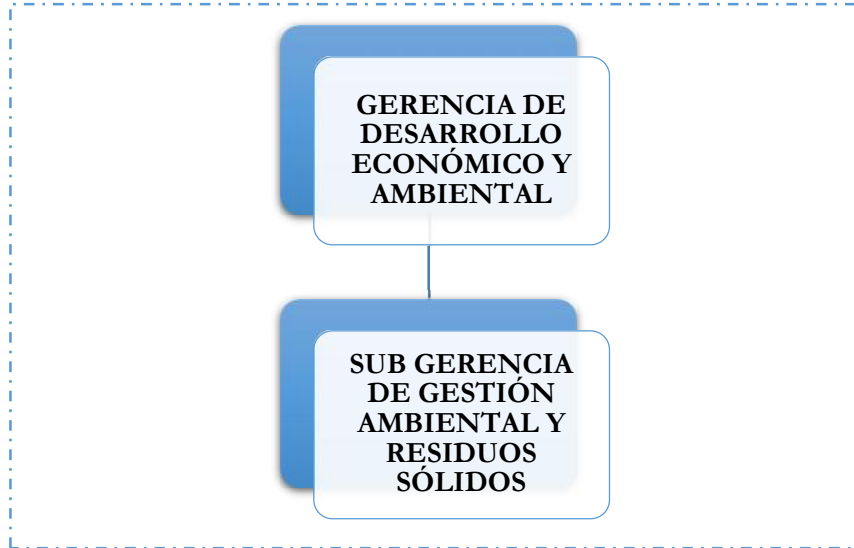 GERENCIA DE
DESARROLLO
ECONÓMICO Y
AMBIENTAL
SUB GERENCIA
DE GESTIÓN
AMBIENTAL Y
RESIDUOS
SÓLIDOS